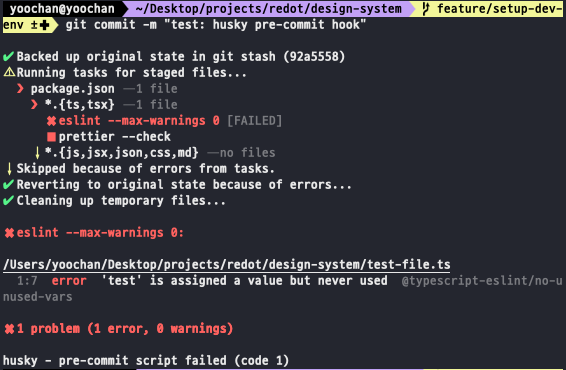 yoochan@yoochan ~/Desktop/projects/redot/design-system feature/setup-dev-
env ±✚ git commit -m "test: husky pre-commit hook"
✔ Backed up original state in git stash (92a5558)
⚠ Running tasks for staged files...
❯ package.json —1 file
❯ *.{ts,tsx} —1 file
✖ eslint --max-warnings 0 [FAILED]
■ prettier --check
↓ *.{js,jsx,json,css,md} —no files
↓ Skipped because of errors from tasks.
✔ Reverting to original state because of errors...
✔ Cleaning up temporary files...
✖ eslint --max-warnings 0:
/Users/yoochan/Desktop/projects/redot/design-system/test-file.ts
1:7 error 'test' is assigned a value but never used @typescript-eslint/no-u
nused-vars
✖ 1 problem (1 error, 0 warnings)
husky - pre-commit script failed (code 1)